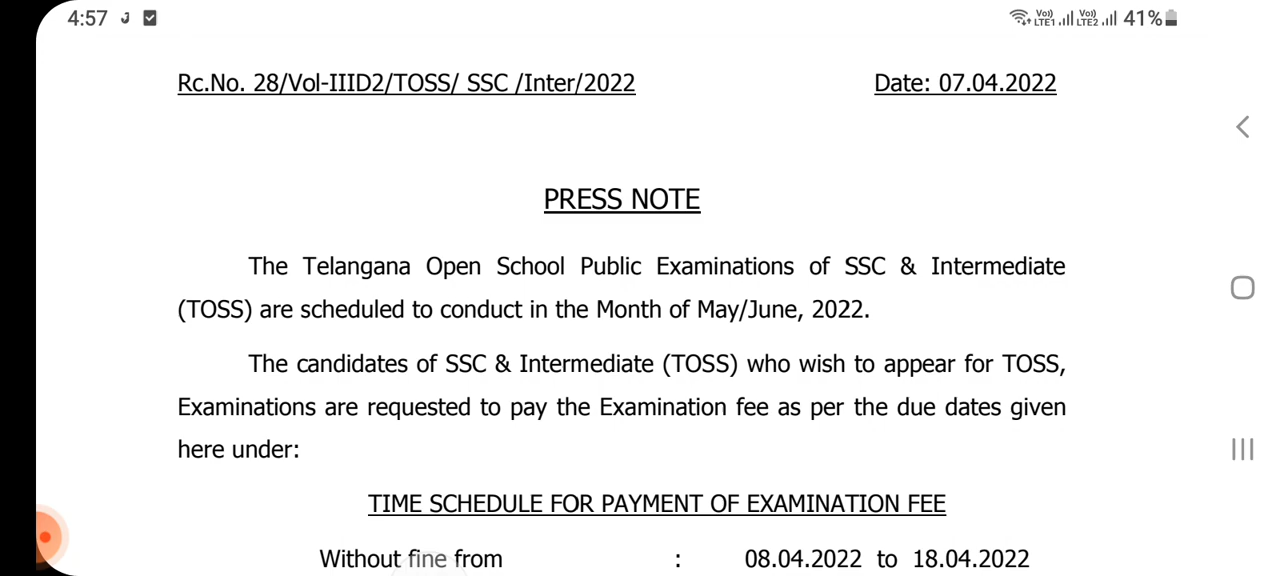 4:57
Vo)) LTE1 Vo)) LTE2 41%
Rc.No. 28/Vol-IIID2/TOSS/ SSC /Inter/2022 Date: 07.04.2022
PRESS NOTE
The Telangana Open School Public Examinations of SSC & Intermediate
(TOSS) are scheduled to conduct in the Month of May/June, 2022.
The candidates of SSC & Intermediate (TOSS) who wish to appear for TOSS,
Examinations are requested to pay the Examination fee as per the due dates given
here under:
TIME SCHEDULE FOR PAYMENT OF EXAMINATION FEE
Without fine from : 08.04.2022 to 18.04.2022